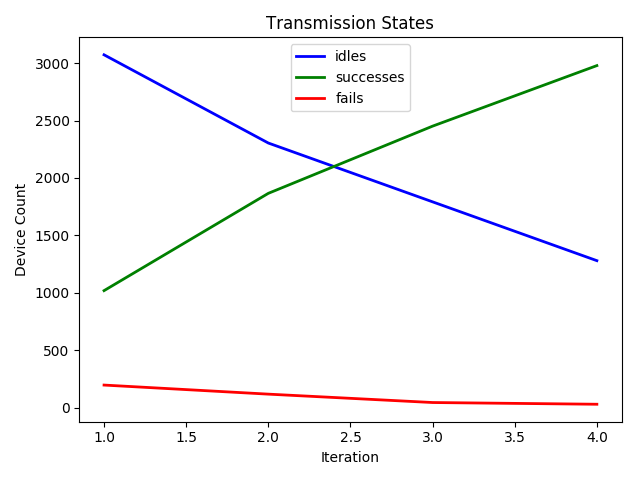 Transmission States
idles
successes
fails
3000
2500
2000
1500
1000
500
0
Device Count
1.0 1.5 2.0 2.5 3.0 3.5 4.0
Iteration